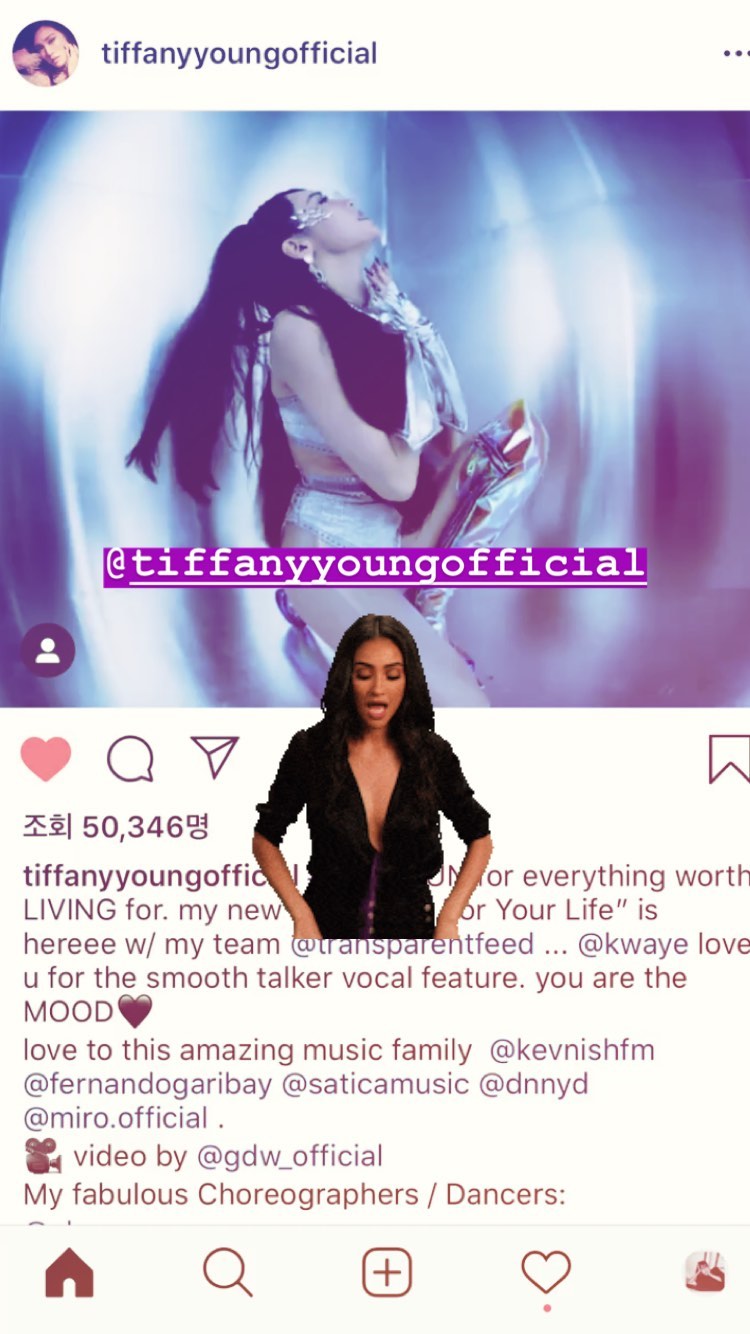 tiffanyyoungofficial
@tiffanyyoungofficial
조회 50,346명
tiffanyyoungoffic for everything worth
LIVING for. my new or Your Life” is
hereee w/ my team @transparentfeed ... @kwaye love
u for the smooth talker vocal feature. you are the
MOOD🖤
love to this amazing music family @kevnishfm
@fernandogaribay @saticamusic @dnnyd
@miro.official .
🎥 video by @gdw_official
My fabulous Choreographers / Dancers: